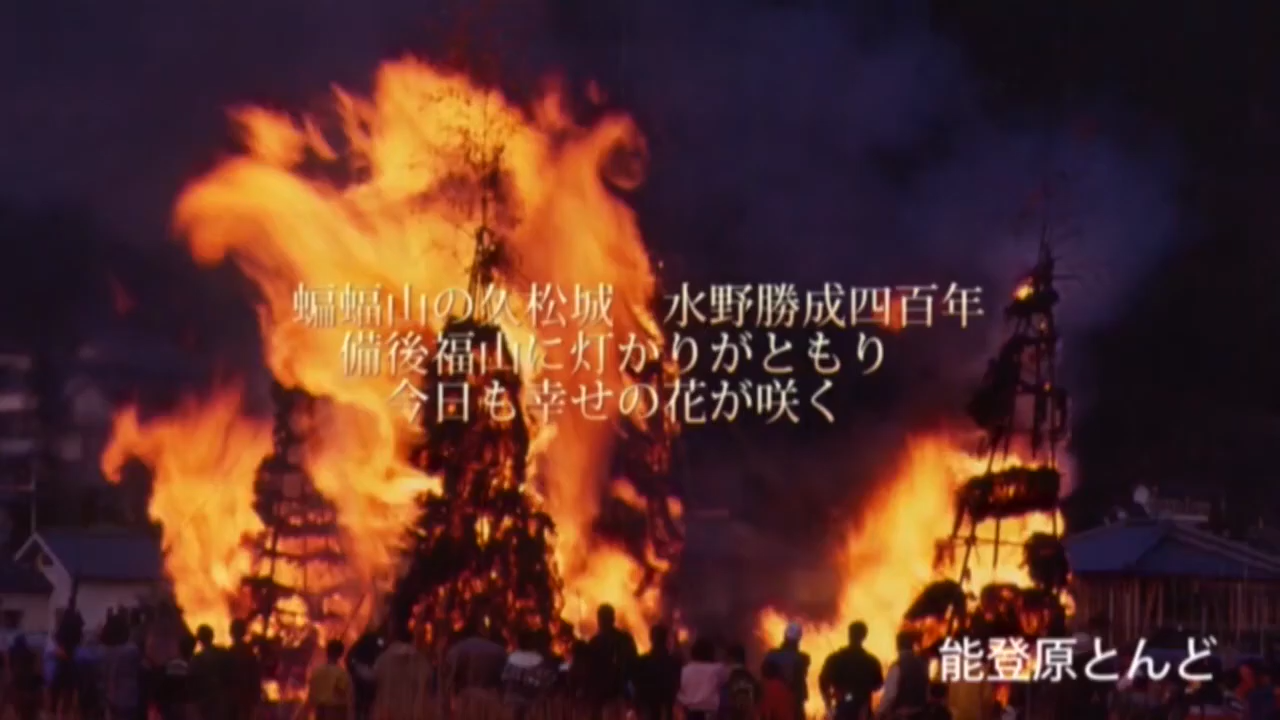 蝙蝠山の久松城　水野勝成四百年
備後福山に灯かりがともり
今日も幸せの花が咲く
能登原とんど